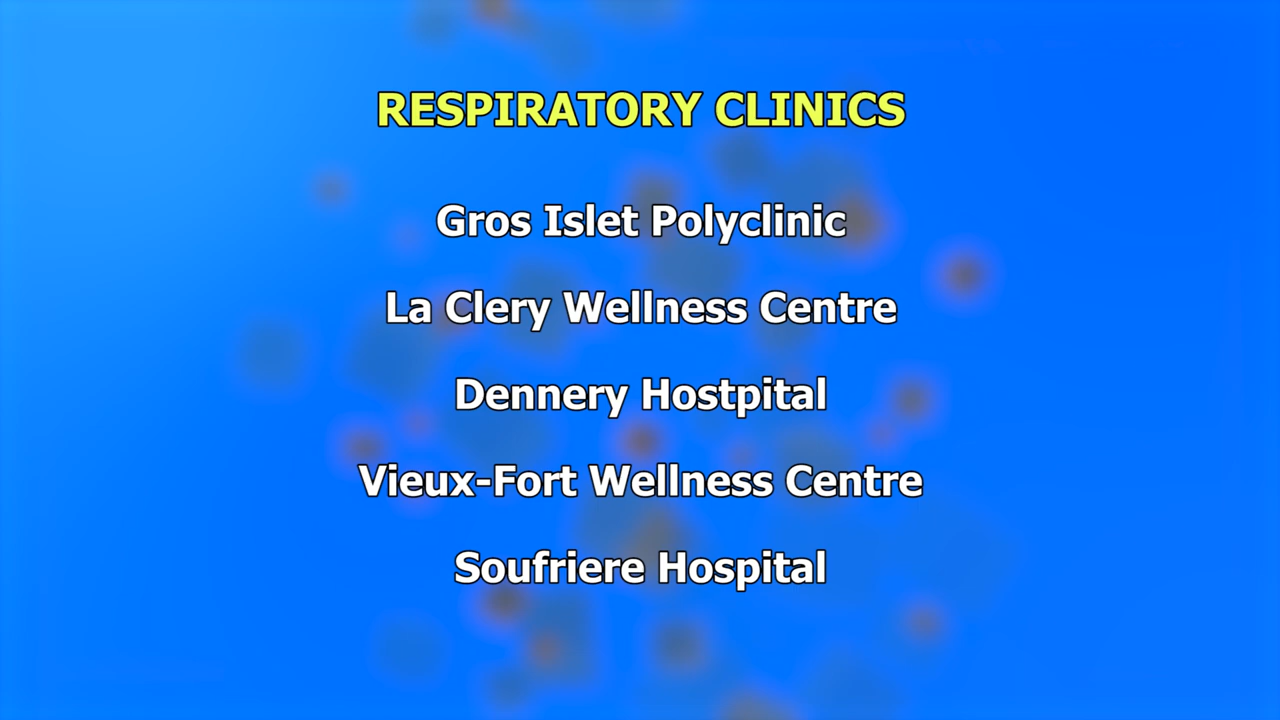 RESPIRATORY CLINICS
Gros Islet Polyclinic
La Clery Wellness Centre
Dennery Hostpital
Vieux-Fort Wellness Centre
Soufriere Hospital